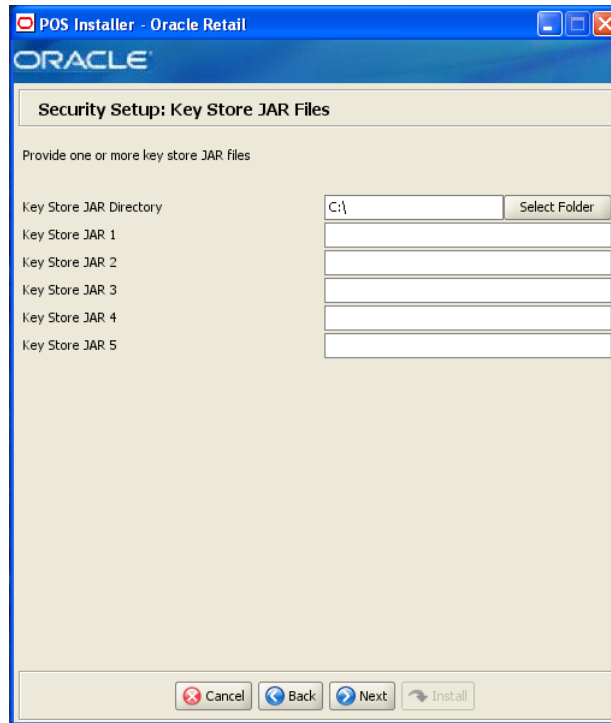 POS Installer - Oracle Retail
ORACLE
Security Setup: Key Store JAR Files
Provide one or more key store JAR files
Key Store JAR Directory C:\ Select Folder
Key Store JAR 1
Key Store JAR 2
Key Store JAR 3
Key Store JAR 4
Key Store JAR 5
Cancel Back Next Install